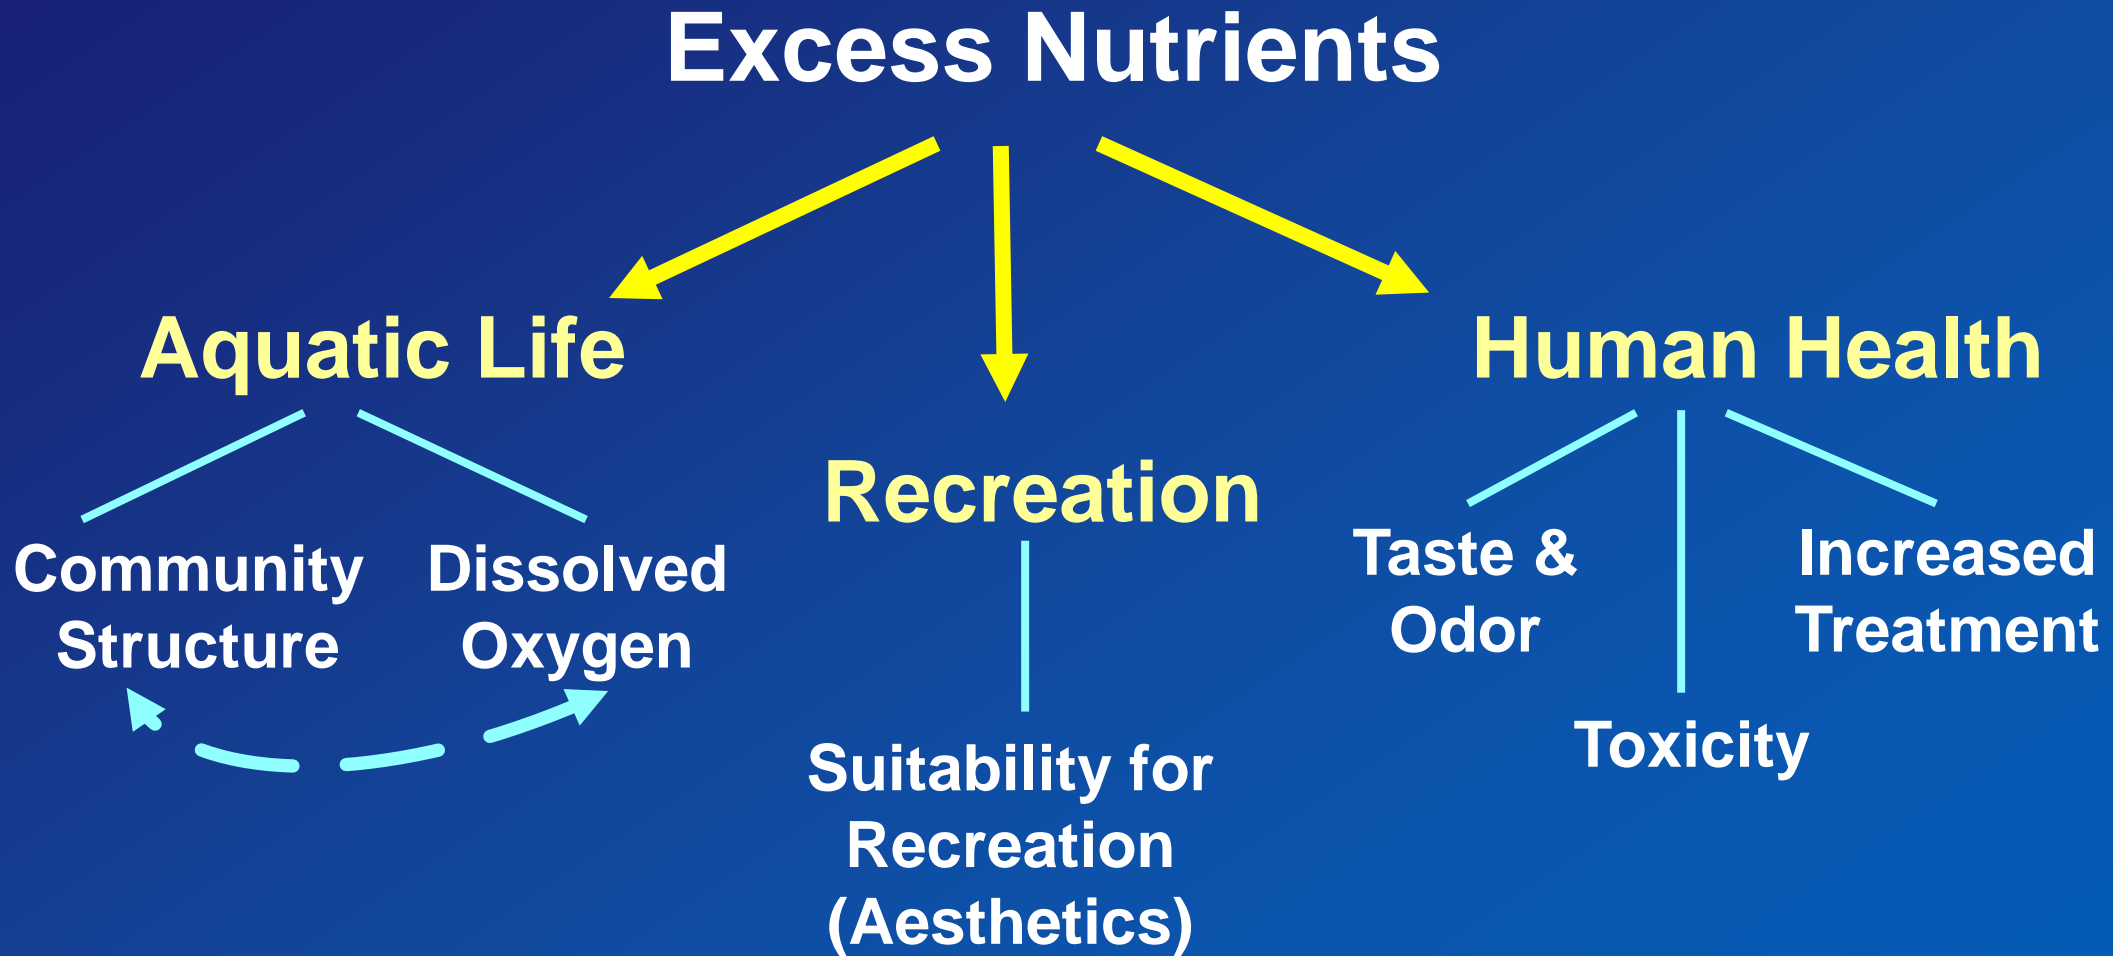 Excess Nutrients
Aquatic Life
Human Health
Recreation
Community
Structure
Dissolved
Oxygen
Taste &
Odor
Increased
Treatment
Toxicity
Suitability for
Recreation
(Aesthetics)